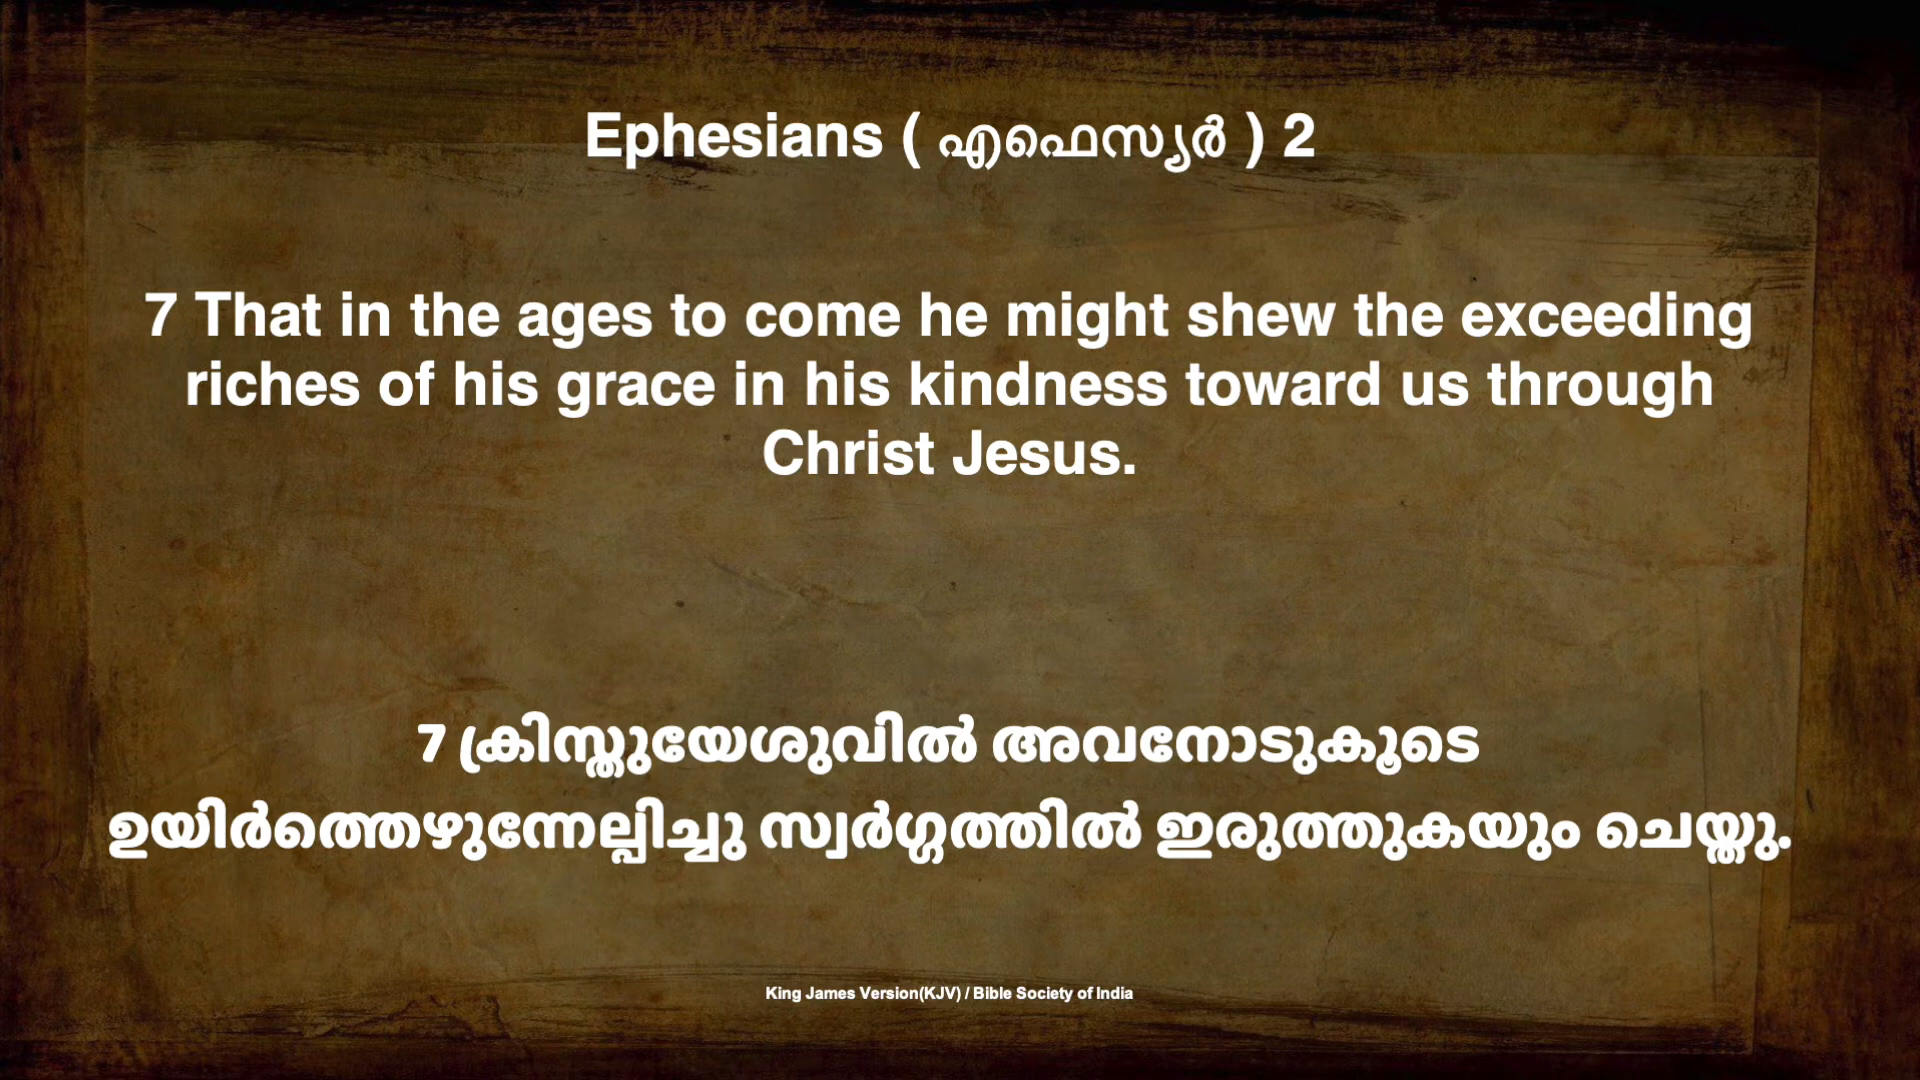 Ephesians ( എഫെസ്യർ ) 2
7 That in the ages to come he might shew the exceeding
riches of his grace in his kindness toward us through
Christ Jesus.
7 ക്രിസ്തുയേശുവിൽ അവനോടുകൂടെ
ഉയിർത്തെഴുന്നേല്പിച്ചു സ്വർഗ്ഗത്തിൽ ഇരുത്തുകയും ചെയ്തു.
King James Version(KJV) / Bible Society of India